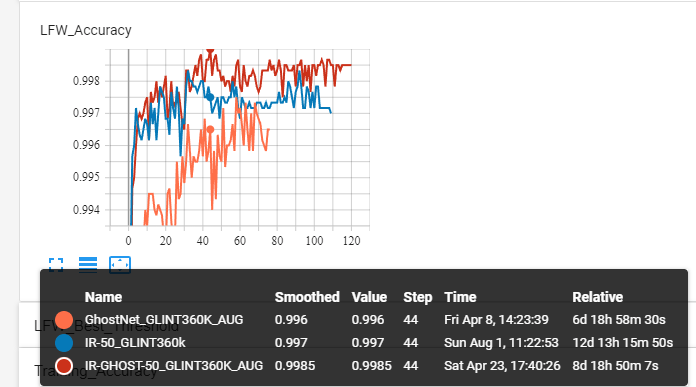 LFW_Accuracy
0.998
0.997
0.996
0.995
0.994
0 20 40 60 80 100 120
Name Smoothed Value Step Time Relative
GhostNet_GLINT360K_AUG 0.996 0.996 44 Fri Apr 8, 14:23:39 6d 18h 58m 30s
LFW_Best_Threshold
IR-50_GLINT360k 0.997 0.997 44 Sun Aug 1, 11:22:53 12d 13h 15m 50s
IR-GHOST-50_GLINT360K_AUG 0.9985 0.9985 44 Sat Apr 23, 17:40:26 8d 18h 50m 7s
Training_Accuracy